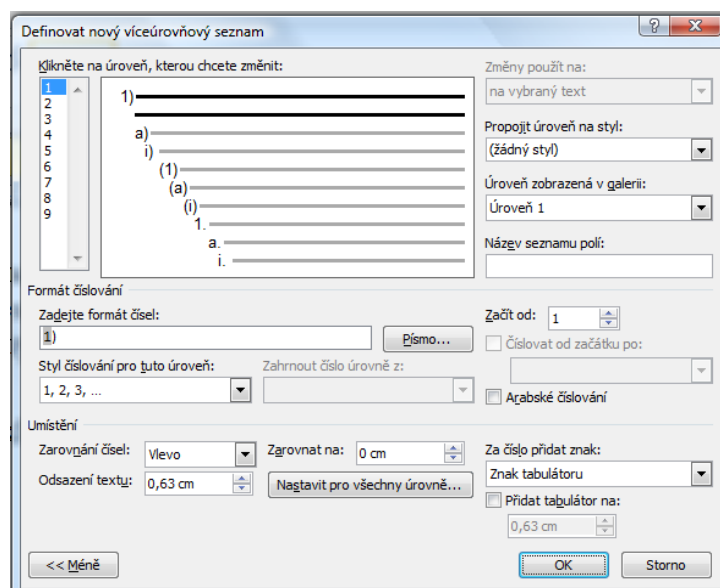 Definovat nový víceúrovňový seznam
Klikněte na úroveň, kterou chcete změnit:
1
2
3
4
5
6
7
8
9
1)
a)
i)
(1)
(a)
(i)
1.
a.
i.
Změny použít na:
na vybraný text
Propojit úroveň na styl:
(žádný styl)
Úroveň zobrazená v galerii:
Úroveň 1
Název seznamu polí:
Formát číslování
Zadejte formát čísel:
1)
Písmo...
Začít od:
1
Číslovat od začátku po:
Styl číslování pro tuto úroveň:
1, 2, 3, ...
Zahrnout číslo úrovně z:
Arabské číslování
Umístění
Zarovnání čísel:
Vlevo
Zarovnat na:
0 cm
Za číslo přidat znak:
Znak tabulátoru
Odsazení textu:
0,63 cm
Nastavit pro všechny úrovně...
Přidat tabulátor na:
0,63 cm
<< Méně
OK
Storno